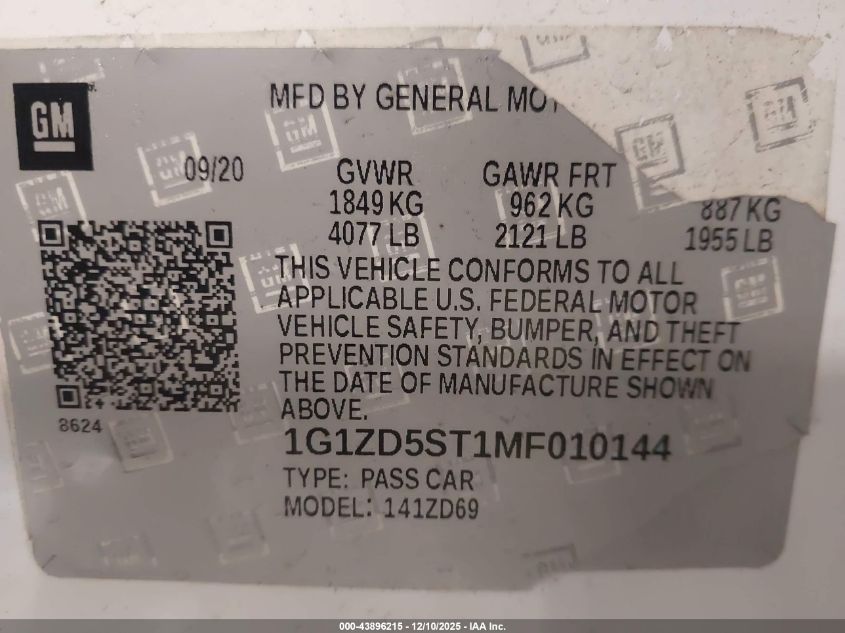 GM
MFD BY GENERAL MOT
09/20 GVWR GAWR FRT
1849 KG 962 KG 887 KG
4077 LB 2121 LB 1955 LB
THIS VEHICLE CONFORMS TO ALL
APPLICABLE U.S. FEDERAL MOTOR
VEHICLE SAFETY, BUMPER, AND THEFT
PREVENTION STANDARDS IN EFFECT ON
THE DATE OF MANUFACTURE SHOWN
ABOVE.
8624
1G1ZD5ST1MF010144
TYPE: PASS CAR
MODEL: 141ZD69
000-43896215 - 12/10/2025 - IAA Inc.